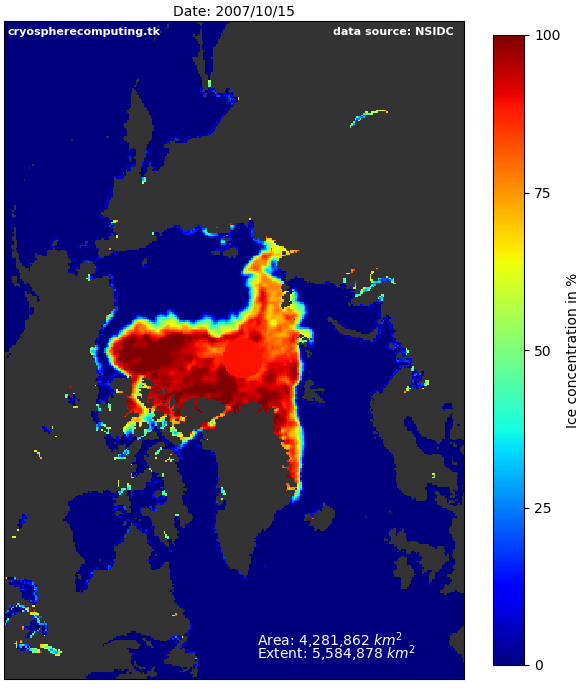 Date: 2007/10/15
cryospherecomputing.tk
data source: NSIDC
100
75
50
25
0
Ice concentration in %
Area: 4,281,862 km²
Extent: 5,584,878 km²